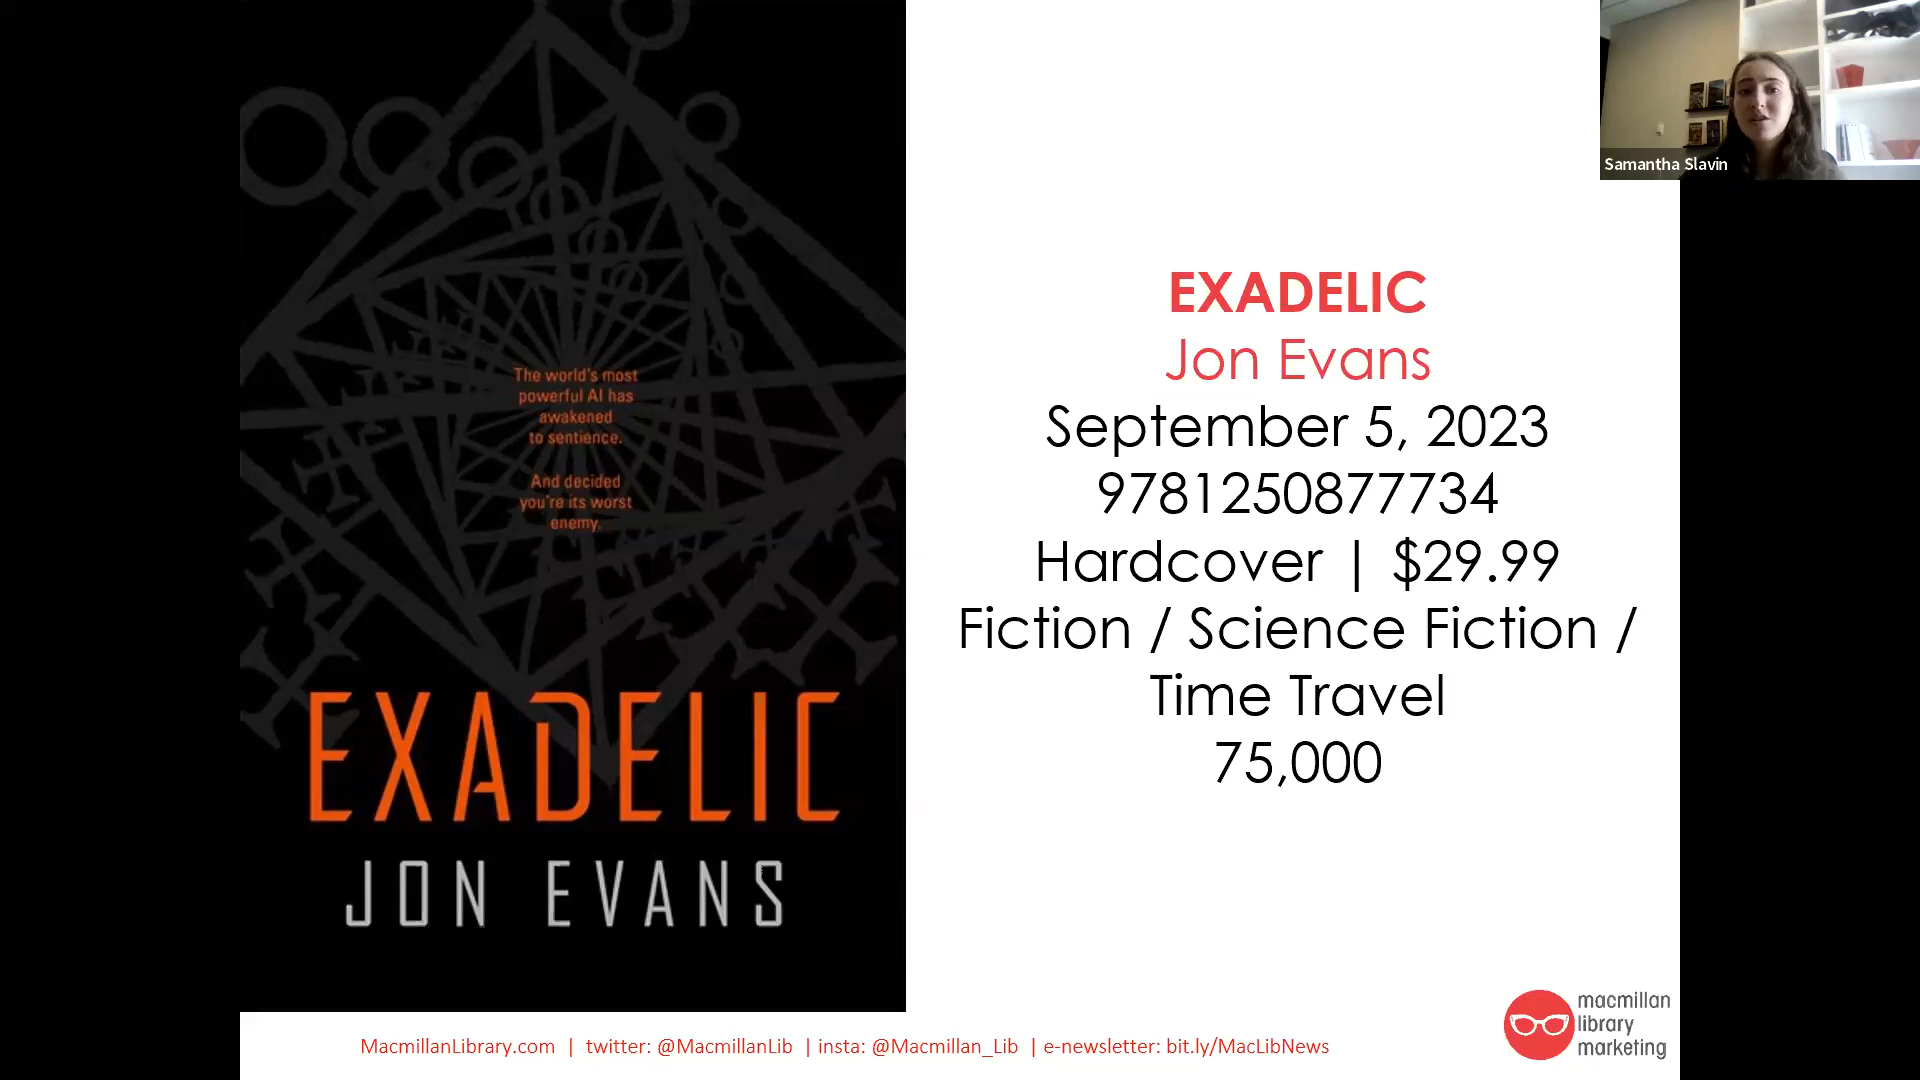 The world's most
powerful AI has
awakened
to sentience.
And decided
you're its worst
enemy.
EXADELIC
JON EVANS
EXADELIC
Jon Evans
September 5, 2023
9781250877734
Hardcover | $29.99
Fiction / Science Fiction /
Time Travel
75,000
Samantha Slavin
MacmillanLibrary.com | twitter: @MacmillanLib | insta: @Macmillan_Lib | e-newsletter: bit.ly/MacLibNews
macmillan
library
marketing